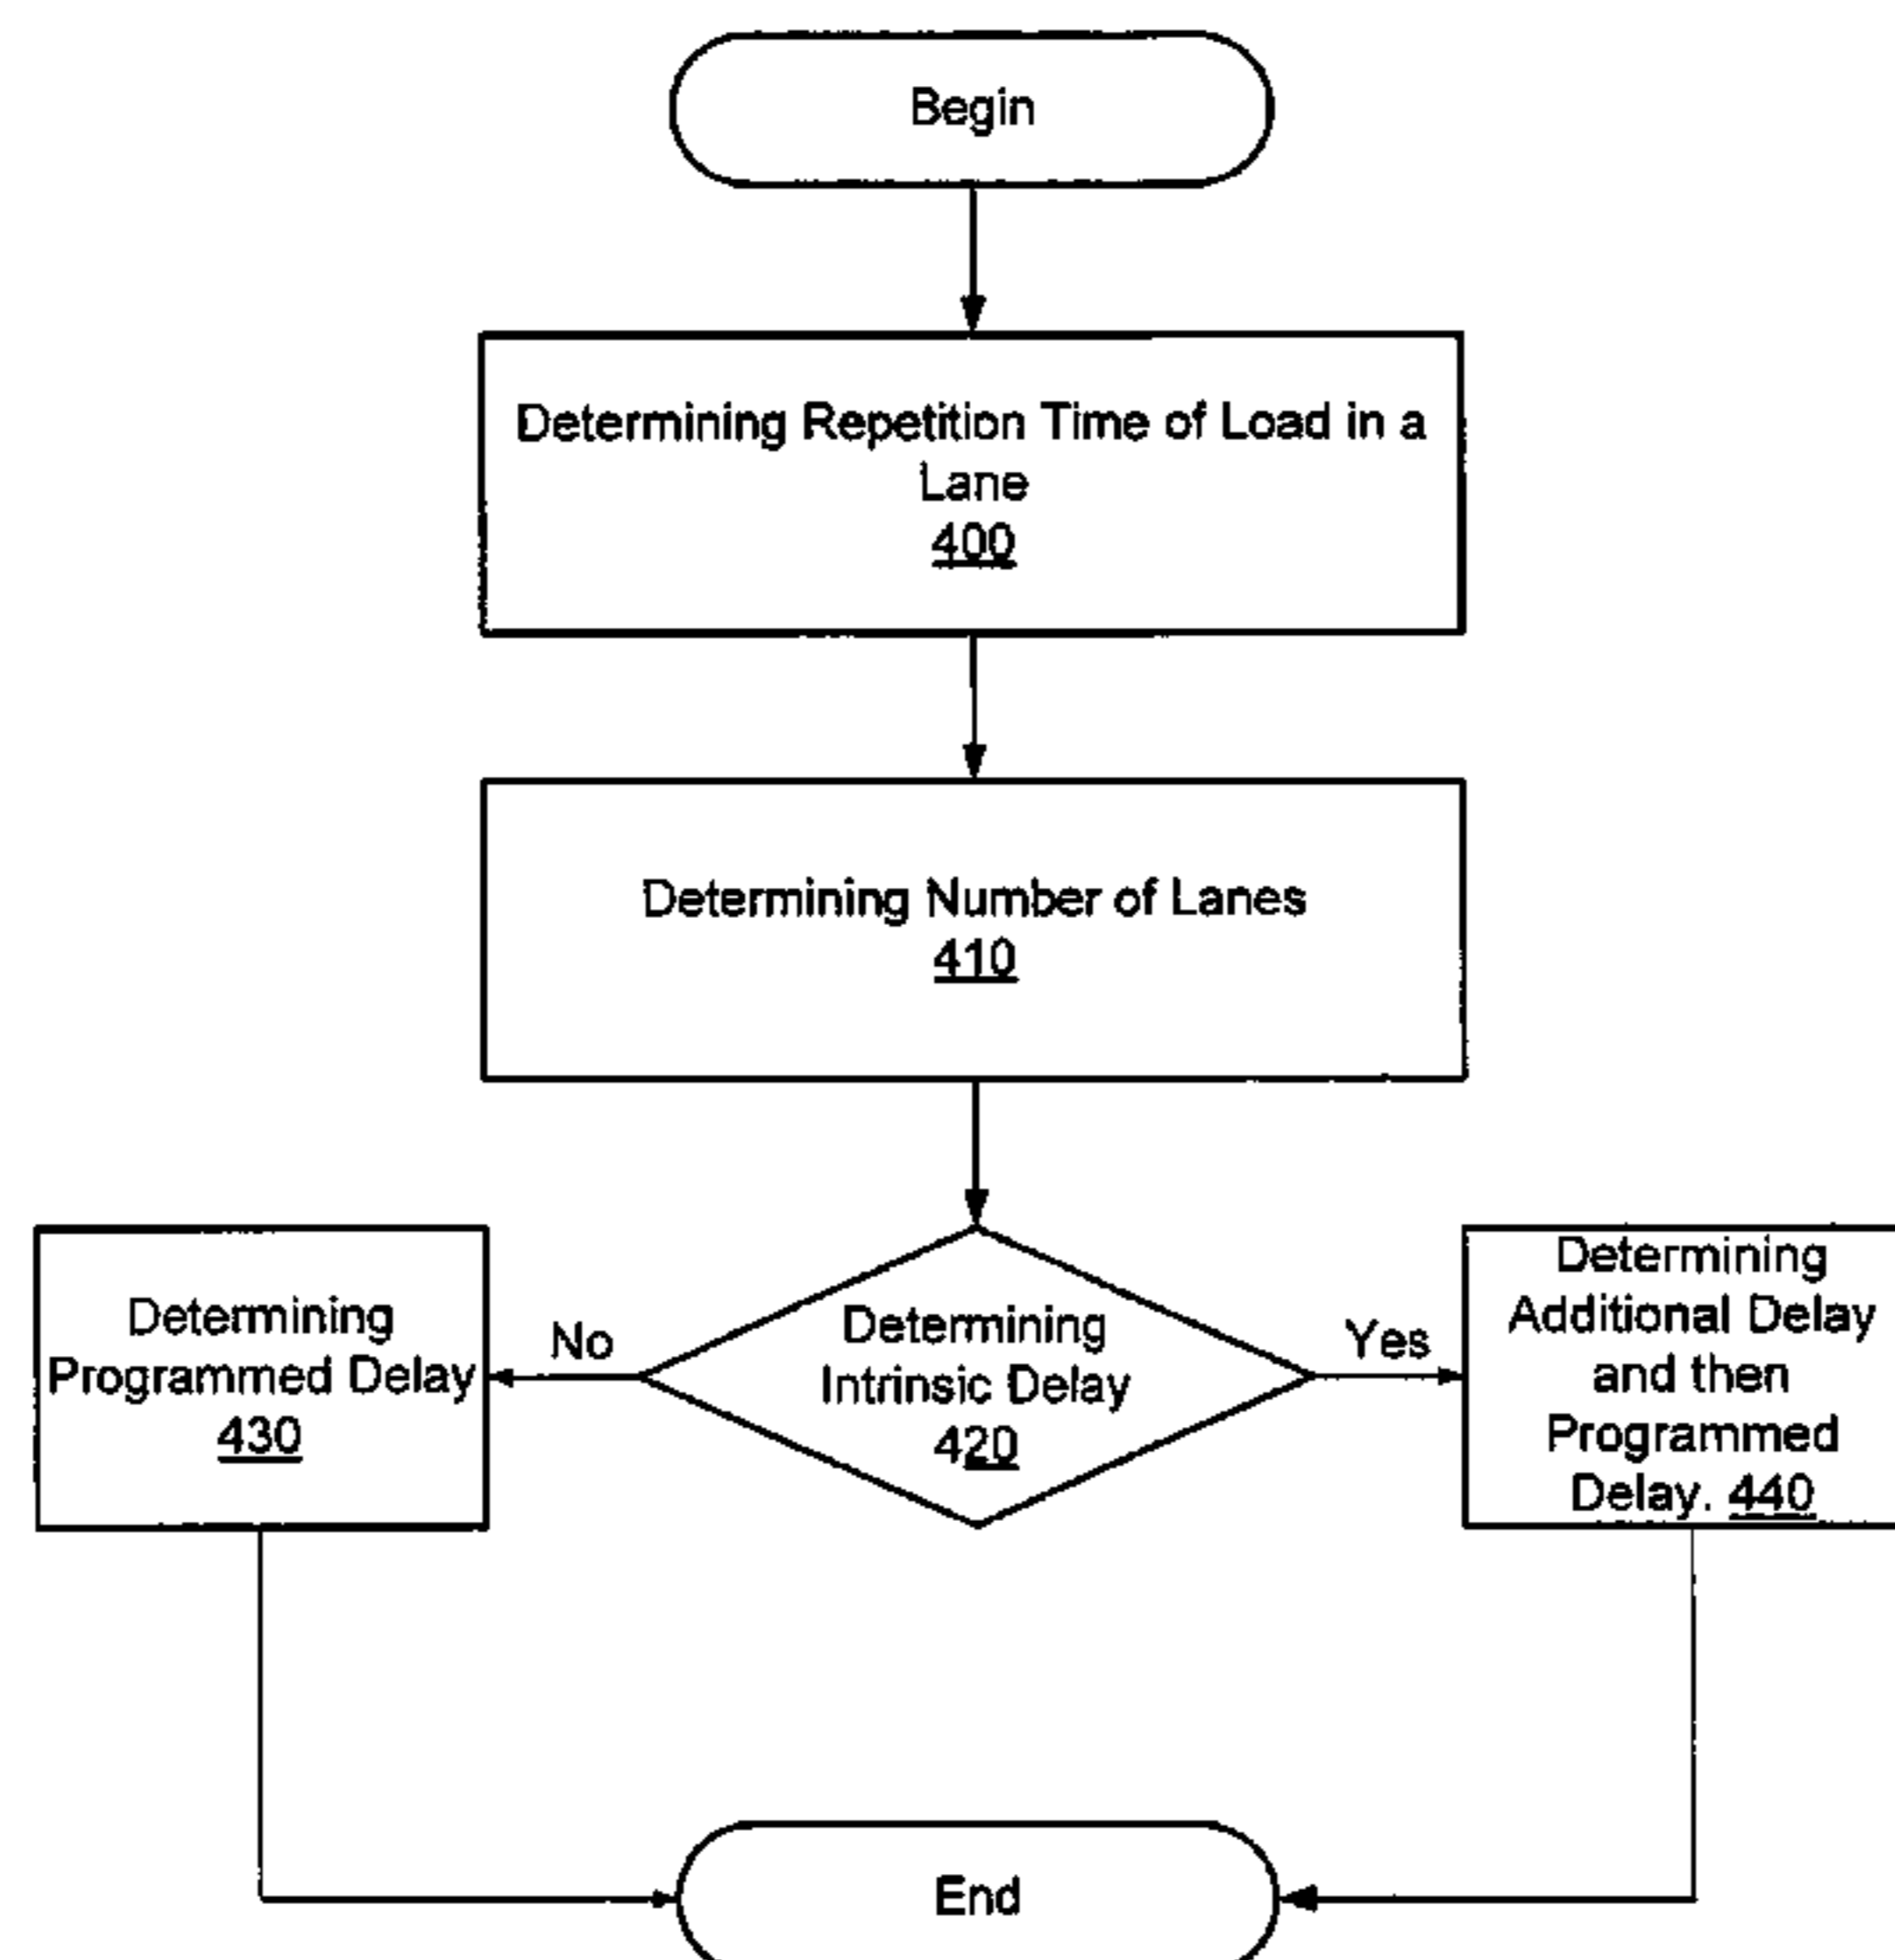 Begin
Determining Repetition Time of Load in a
Lane
400
Determining Number of Lanes
410
Determining
Programmed Delay
430
No
Determining
Intrinsic Delay
420
Yes
Determining
Additional Delay
and then
Programmed
Delay. 440
End